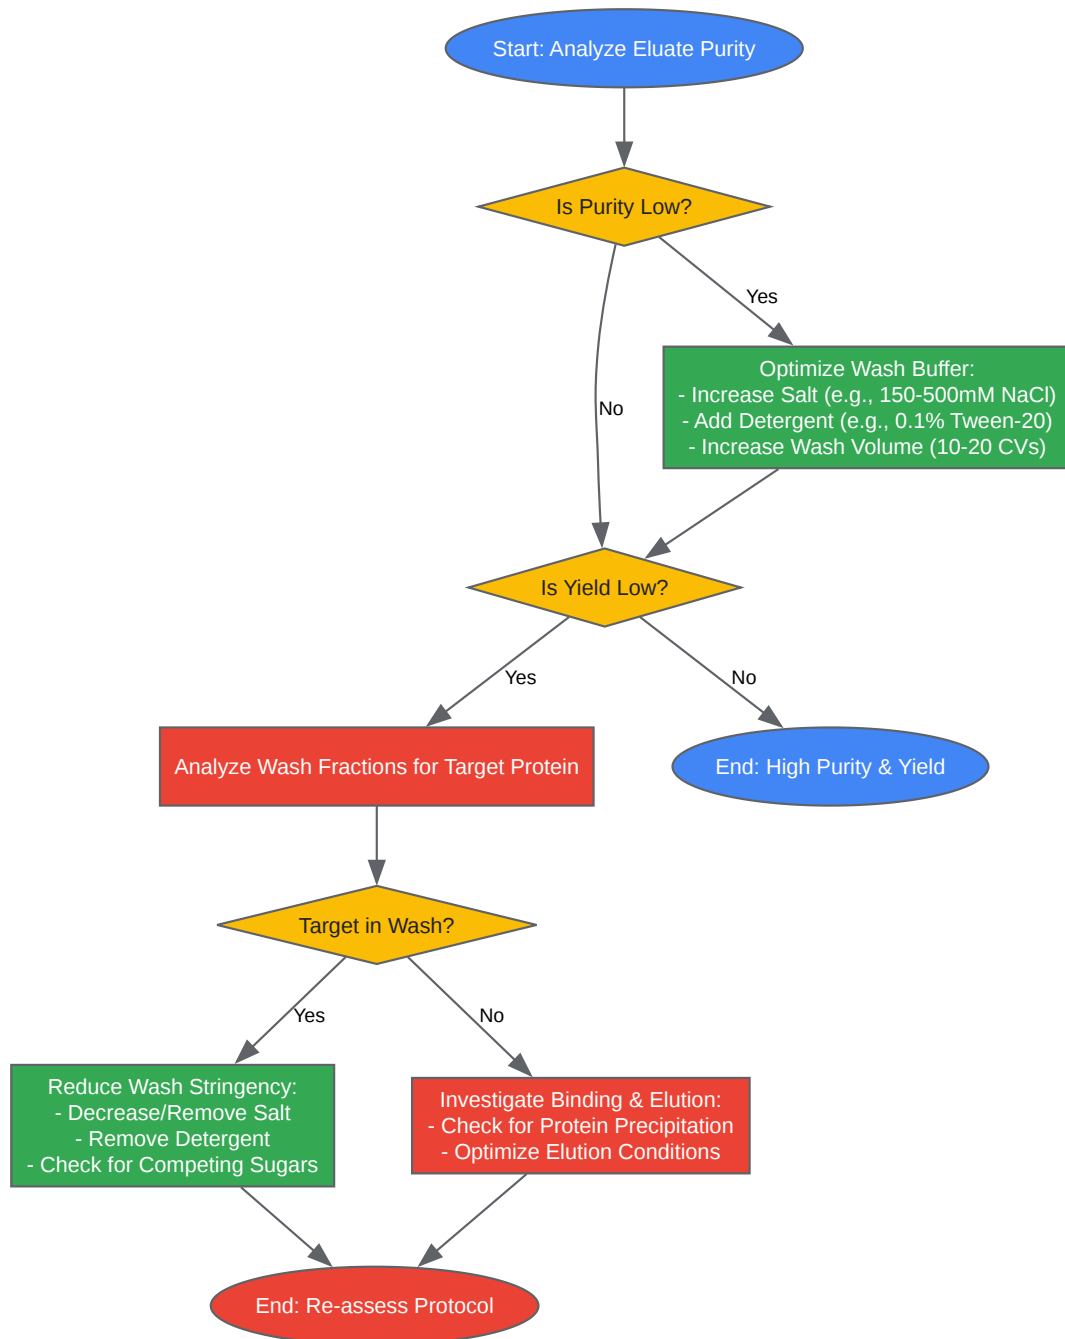 Start: Analyze Eluate Purity
Is Purity Low?
Yes
Optimize Wash Buffer:
- Increase Salt (e.g., 150-500mM NaCl)
- Add Detergent (e.g., 0.1% Tween-20)
- Increase Wash Volume (10-20 CVs)
No
Is Yield Low?
Yes
No
Analyze Wash Fractions for Target Protein
End: High Purity & Yield
Target in Wash?
Yes
No
Reduce Wash Stringency:
- Decrease/Remove Salt
- Remove Detergent
- Check for Competing Sugars
Investigate Binding & Elution:
- Check for Protein Precipitation
- Optimize Elution Conditions
End: Re-assess Protocol